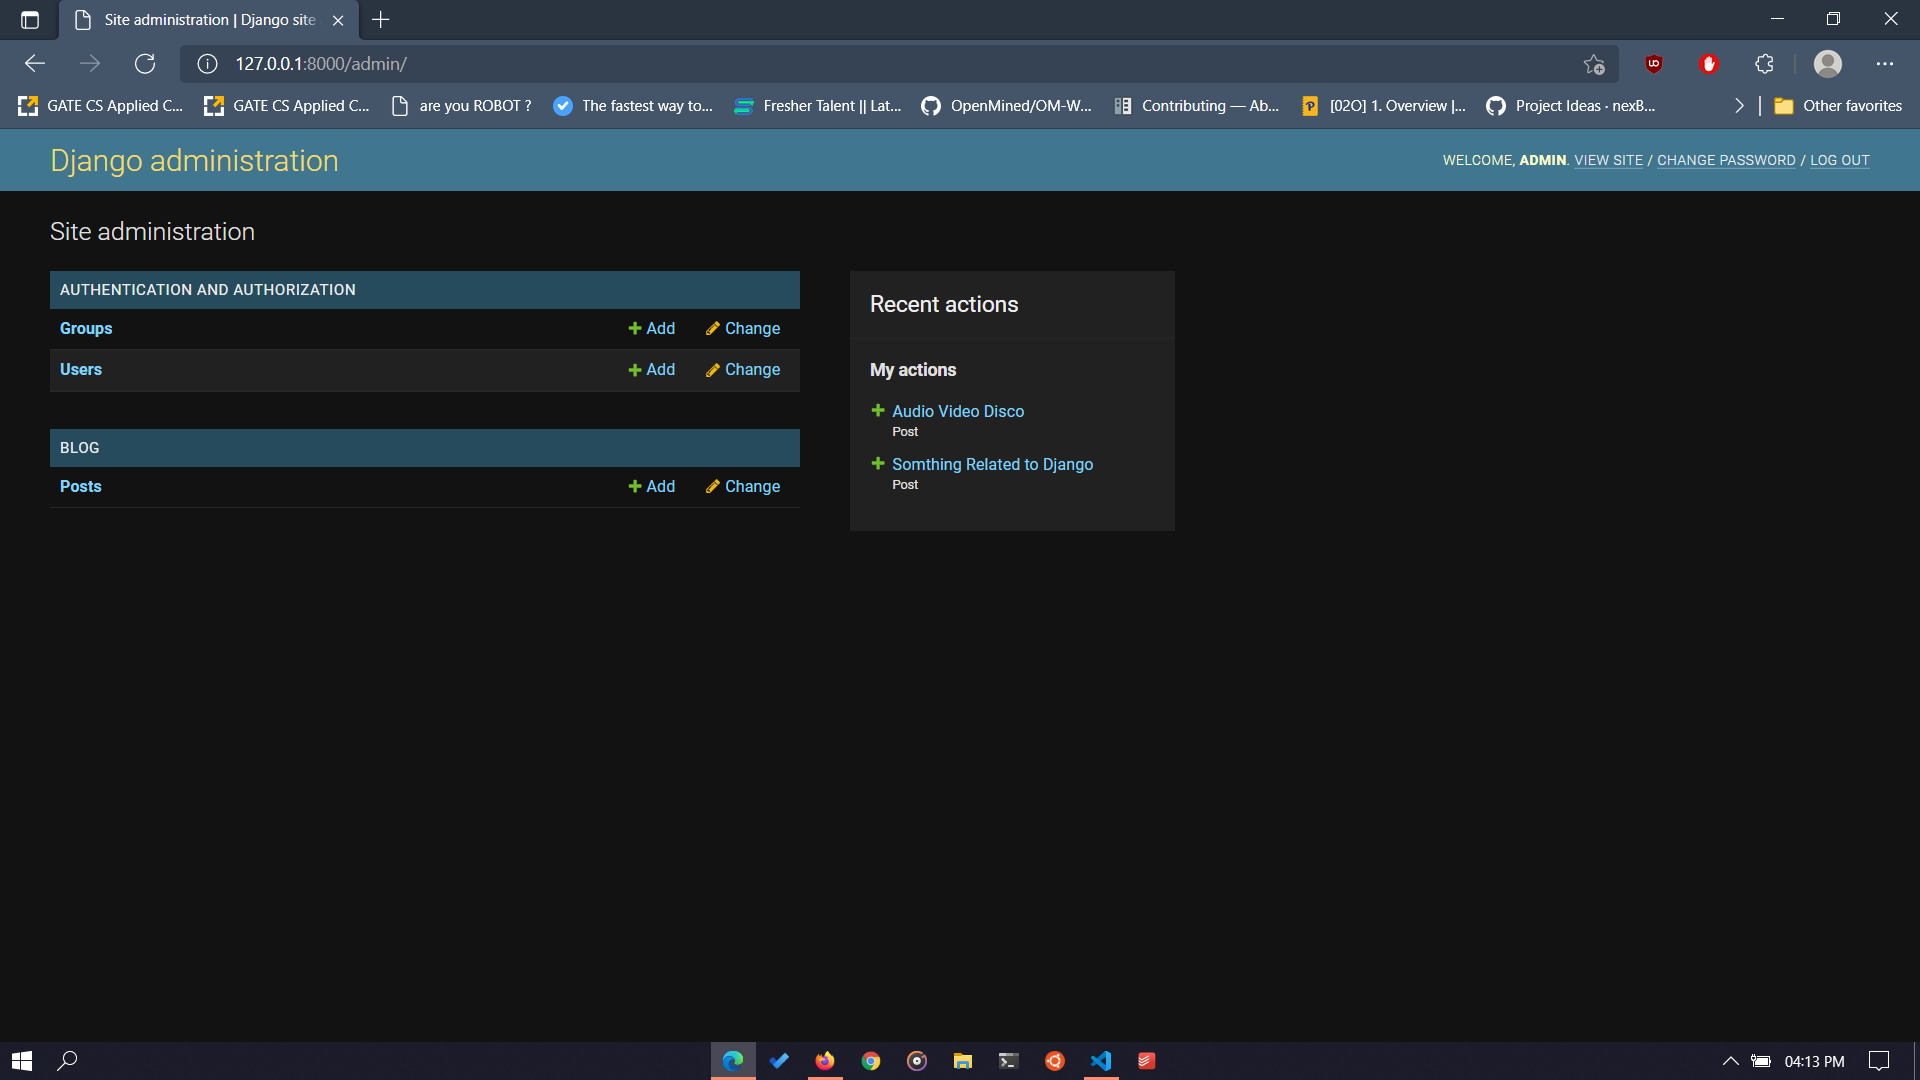 Site administration | Django site
127.0.0.1:8000/admin/
GATE CS Applied C... GATE CS Applied C... are you ROBOT ? The fastest way to... Fresher Talent || Lat... OpenMined/OM-W... Contributing — Ab... [02O] 1. Overview |... Project Ideas · nexB... Other favorites
Django administration
WELCOME, ADMIN. VIEW SITE / CHANGE PASSWORD / LOG OUT
Site administration
AUTHENTICATION AND AUTHORIZATION
Groups Add Change
Users Add Change
BLOG
Posts Add Change
Recent actions
My actions
Audio Video Disco
Post
Somthing Related to Django
Post
04:13 PM